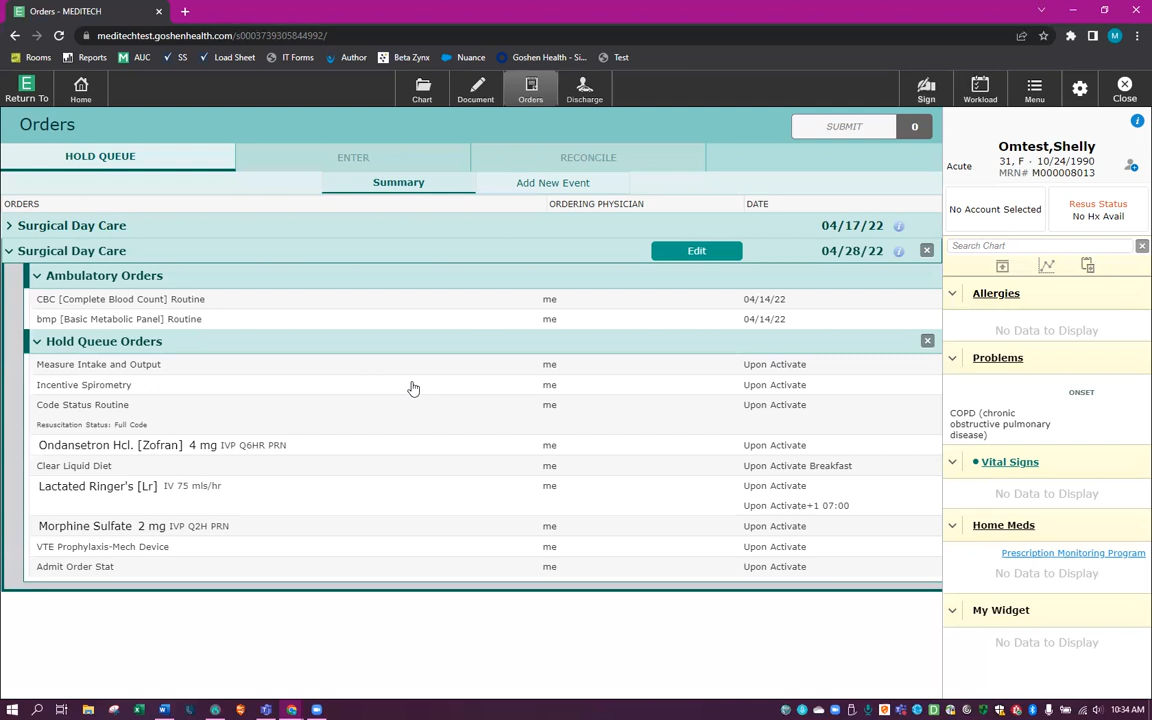 Orders - MEDITECH
meditechtest.goshenhealth.com/s0003739305844992/
Rooms Reports AUC SS Load Sheet IT Forms Author Beta Zynx Nuance Goshen Health - Si... Test
Return To Home Chart Document Orders Discharge Sign Workload Menu Close
Orders SUBMIT 0
HOLD QUEUE ENTER RECONCILE
Summary Add New Event
ORDERS ORDERING PHYSICIAN DATE
Surgical Day Care 04/17/22
Surgical Day Care Edit 04/28/22
Ambulatory Orders
CBC [Complete Blood Count] Routine me 04/14/22
bmp [Basic Metabolic Panel] Routine me 04/14/22
Hold Queue Orders
Measure Intake and Output me Upon Activate
Incentive Spirometry me Upon Activate
Code Status Routine me Upon Activate
Resuscitation Status: Full Code
Ondansetron Hcl. [Zofran] 4 mg IVP Q6HR PRN me Upon Activate
Clear Liquid Diet me Upon Activate Breakfast
Lactated Ringer's [Lr] IV 75 mls/hr me Upon Activate
Upon Activate+1 07:00
Morphine Sulfate 2 mg IVP Q2H PRN me Upon Activate
VTE Prophylaxis-Mech Device me Upon Activate
Admit Order Stat me Upon Activate
Omtest,Shelly
Acute 31, F · 10/24/1990
MRN# M000008013
No Account Selected
Resus Status
No Hx Avail
Search Chart
Allergies
No Data to Display
Problems
ONSET
COPD (chronic
obstructive pulmonary
disease)
Vital Signs
No Data to Display
Home Meds
Prescription Monitoring Program
No Data to Display
My Widget
No Data to Display
10:34 AM